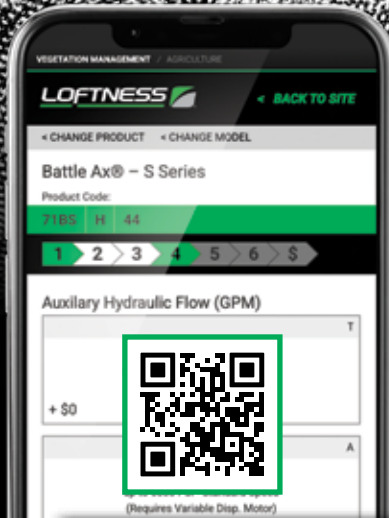 VEGETATION MANAGEMENT / AGRICULTURE
LOFTNESS
< BACK TO SITE
< CHANGE PRODUCT < CHANGE MODEL
Battle Ax® – S Series
Product Code:
71BS H 44
1 2 3 4 5 6 $
Auxilary Hydraulic Flow (GPM)
T
+ $0
A
(Requires Variable Disp. Motor)